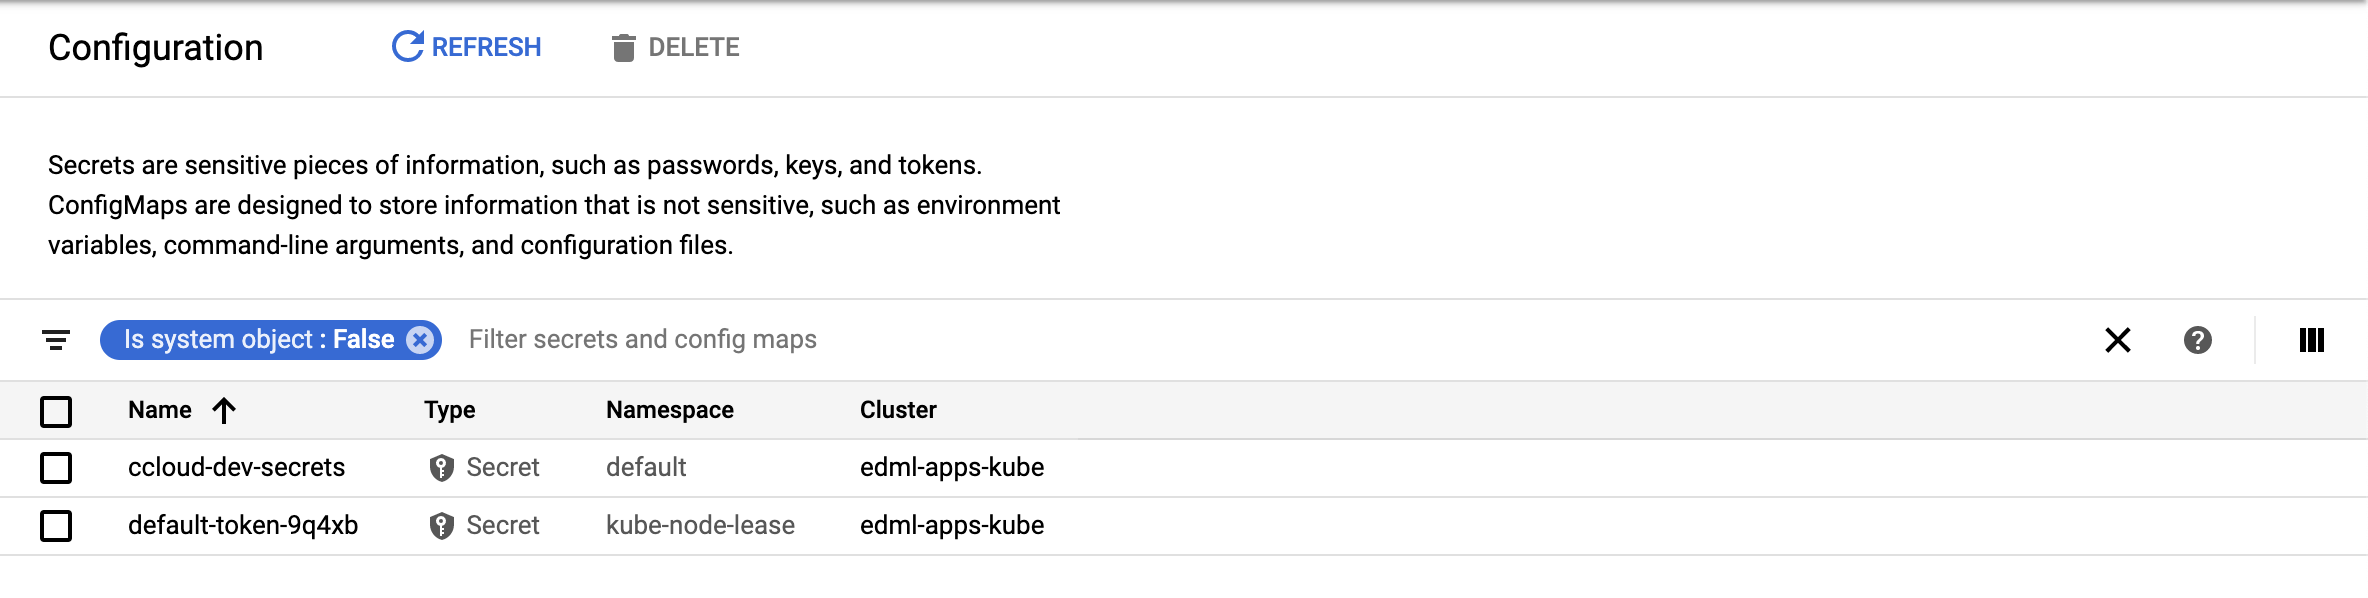 Configuration REFRESH DELETE
Secrets are sensitive pieces of information, such as passwords, keys, and tokens.
ConfigMaps are designed to store information that is not sensitive, such as environment
variables, command-line arguments, and configuration files.
Is system object : False Filter secrets and config maps
Name Type Namespace Cluster
ccloud-dev-secrets Secret default edml-apps-kube
default-token-9q4xb Secret kube-node-lease edml-apps-kube